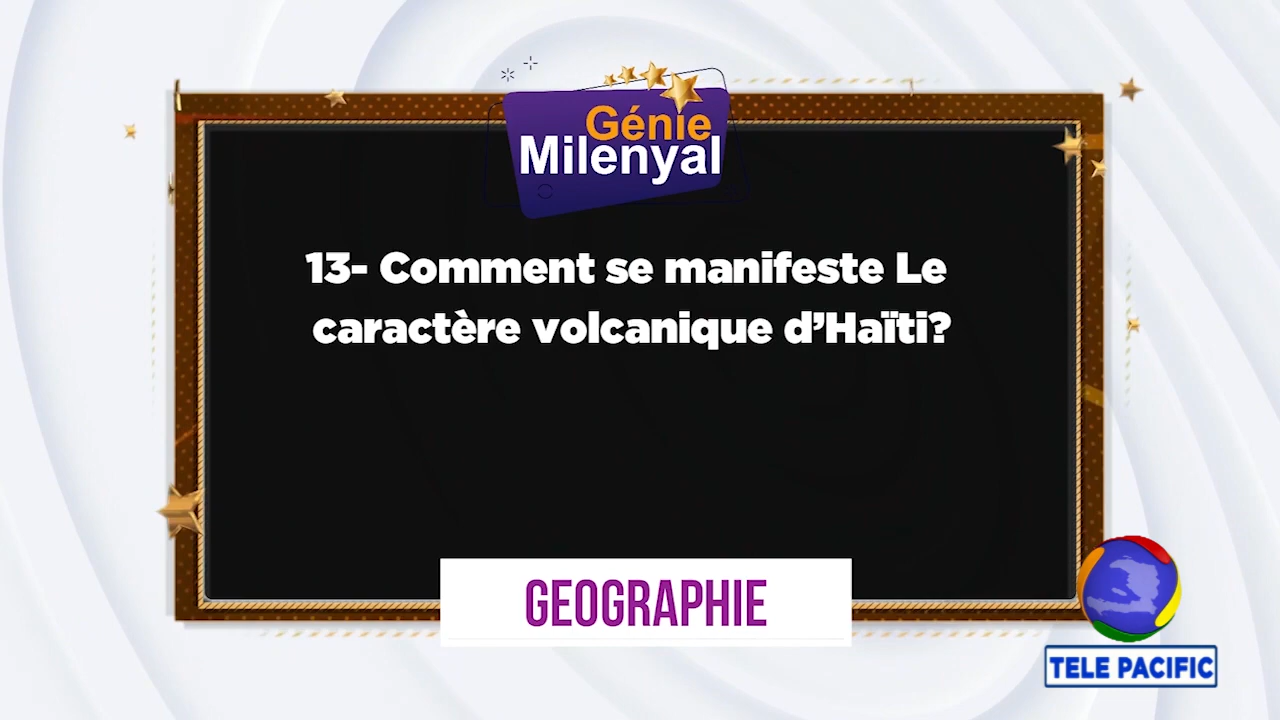 Génie
Milenyal
13- Comment se manifeste Le
caractère volcanique d’Haïti?
GEOGRAPHIE
TELE PACIFIC